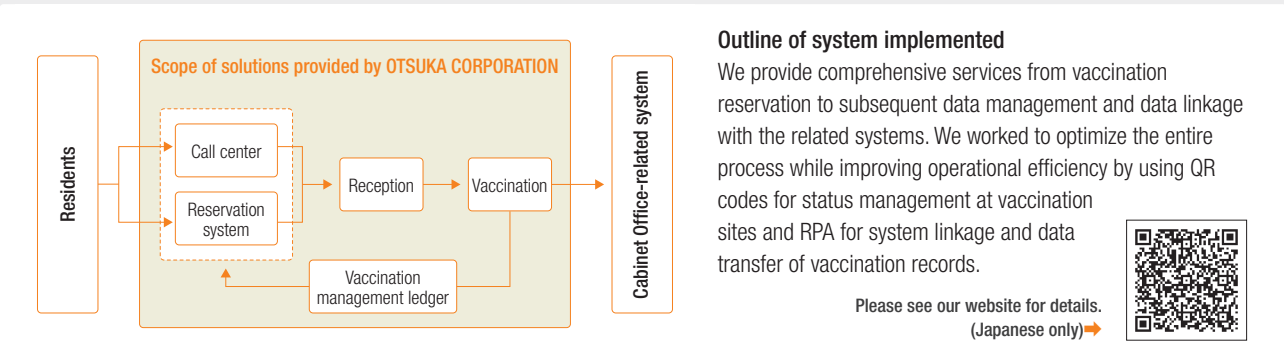 Scope of solutions provided by OTSUKA CORPORATION
Residents
Call center
Reservation
system
Reception
Vaccination
Vaccination
management ledger
Cabinet Office-related system
Outline of system implemented
We provide comprehensive services from vaccination
reservation to subsequent data management and data linkage
with the related systems. We worked to optimize the entire
process while improving operational efficiency by using QR
codes for status management at vaccination
sites and RPA for system linkage and data
transfer of vaccination records.
Please see our website for details.
(Japanese only)